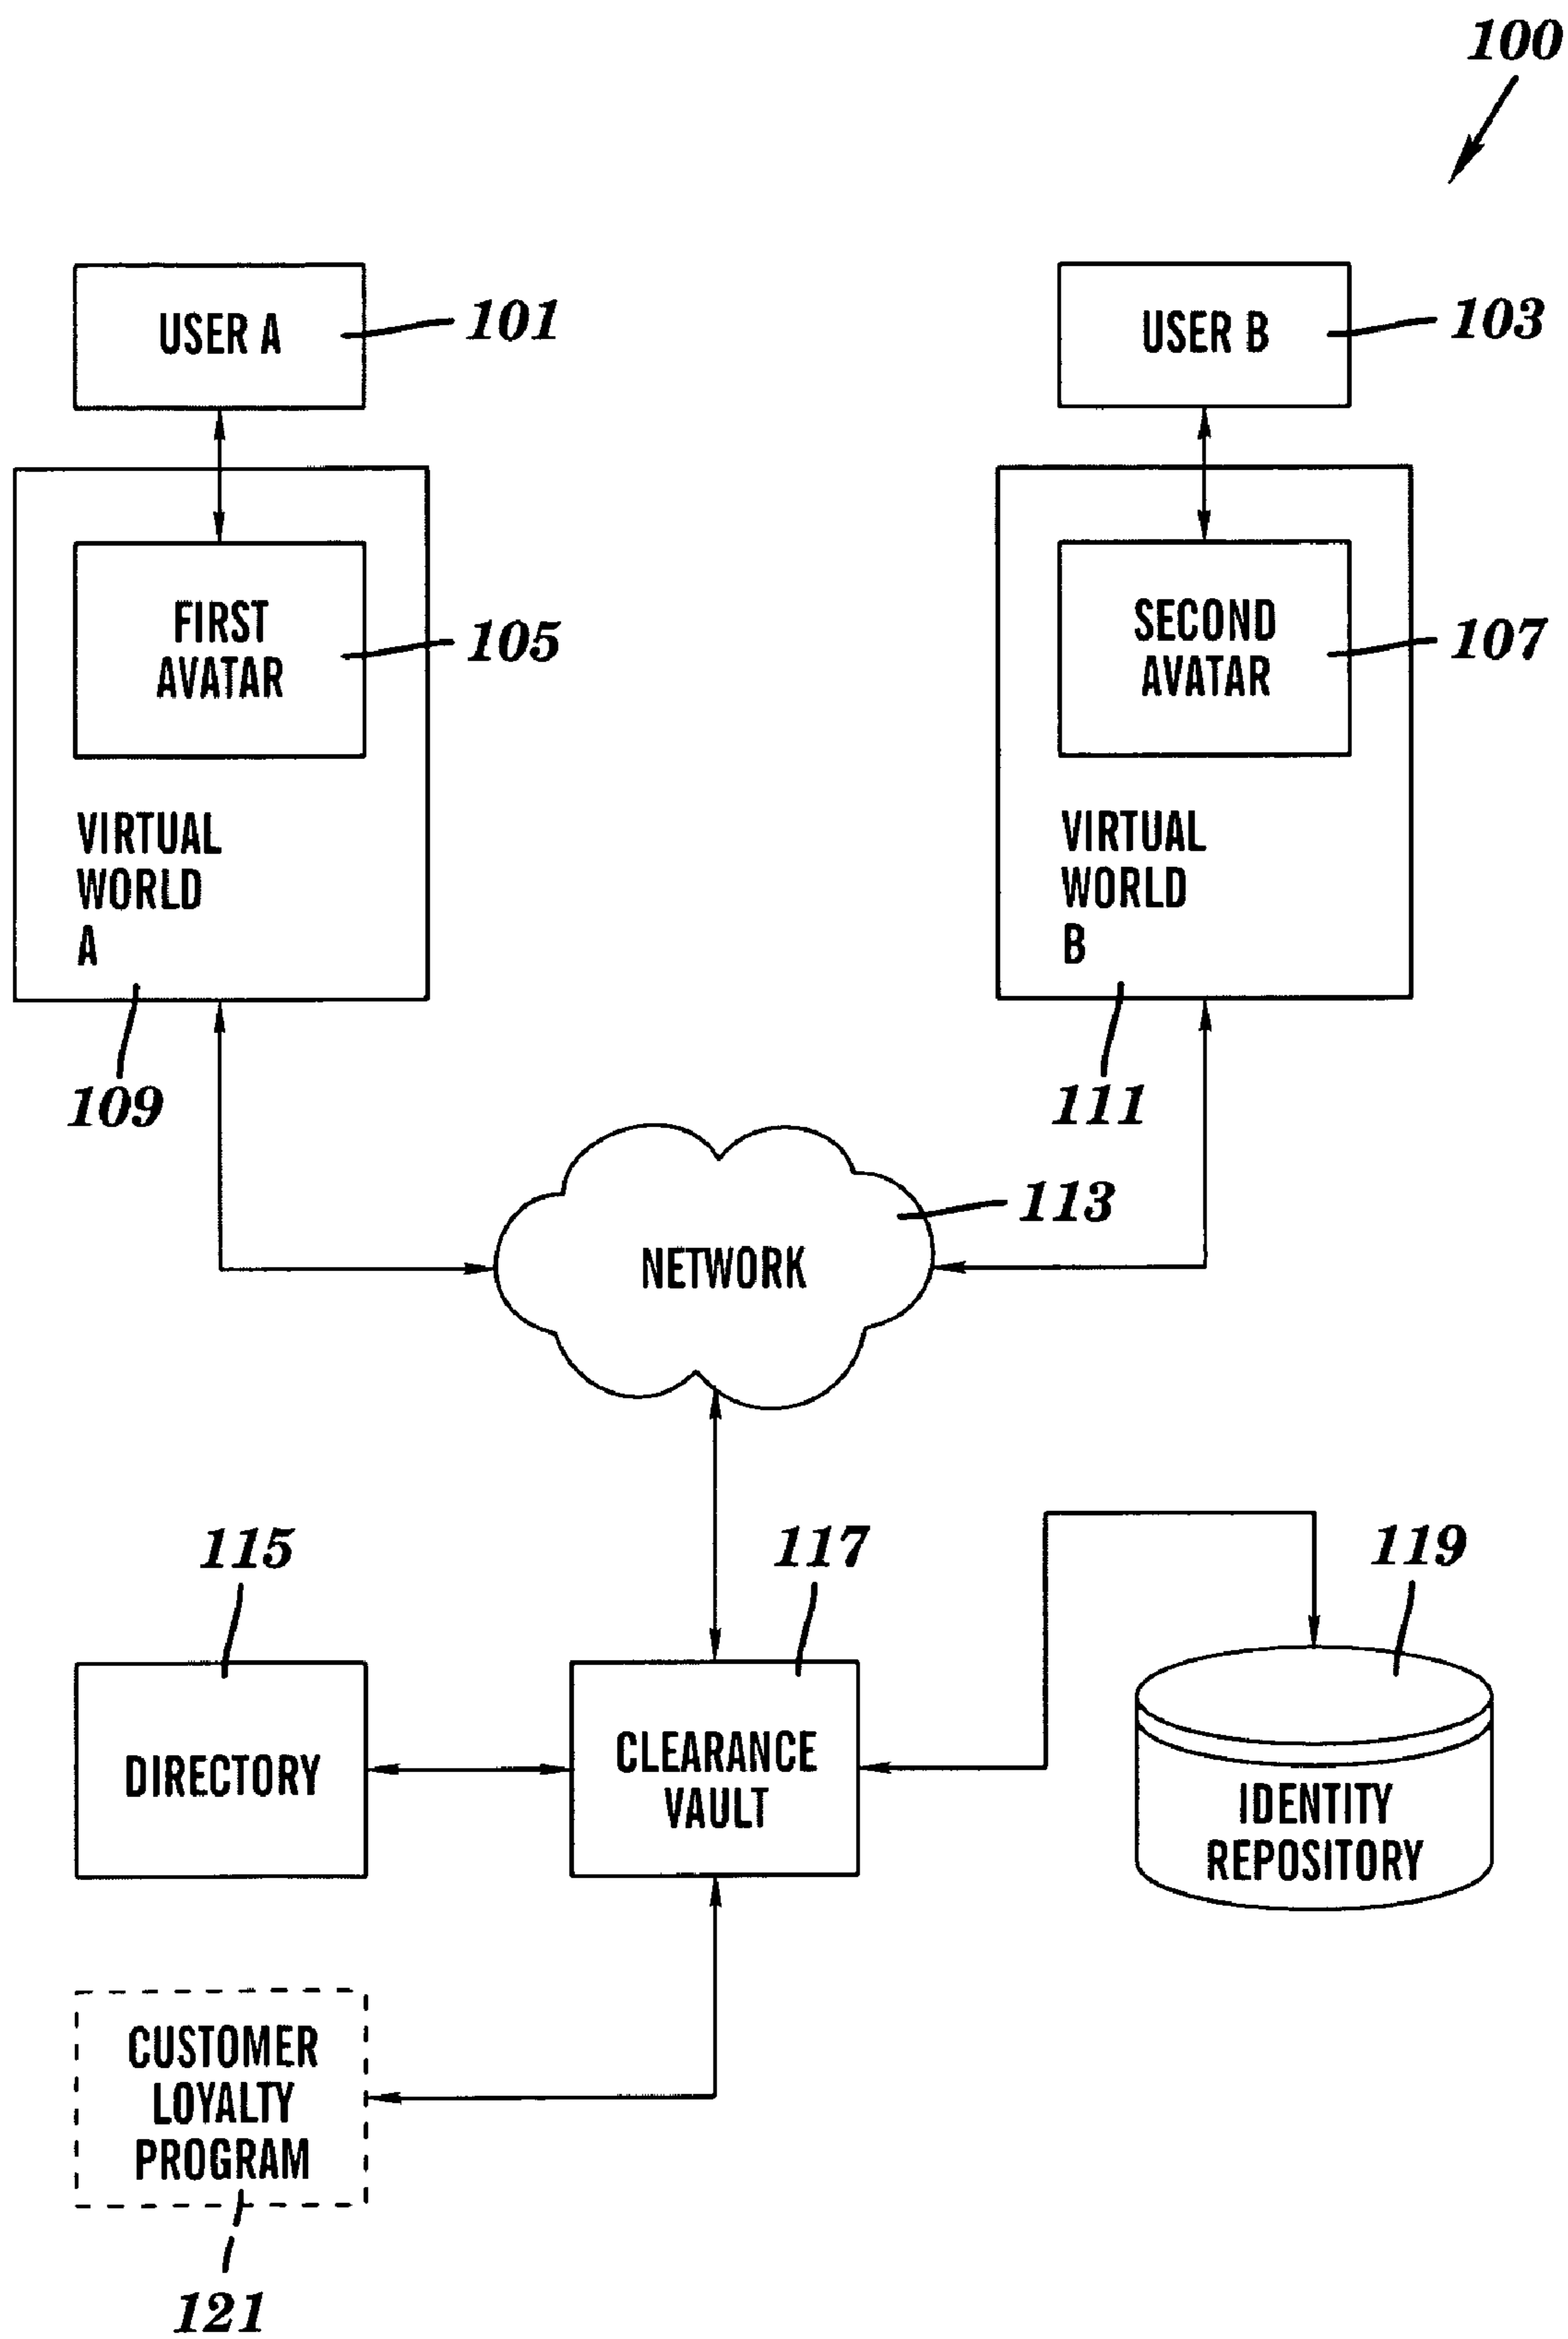 100
USER A
101
USER B
103
FIRST
AVATAR
105
SECOND
AVATAR
107
VIRTUAL
WORLD
A
VIRTUAL
WORLD
B
109
111
113
NETWORK
115
117
119
DIRECTORY
CLEARANCE
VAULT
IDENTITY
REPOSITORY
CUSTOMER
LOYALTY
PROGRAM
121